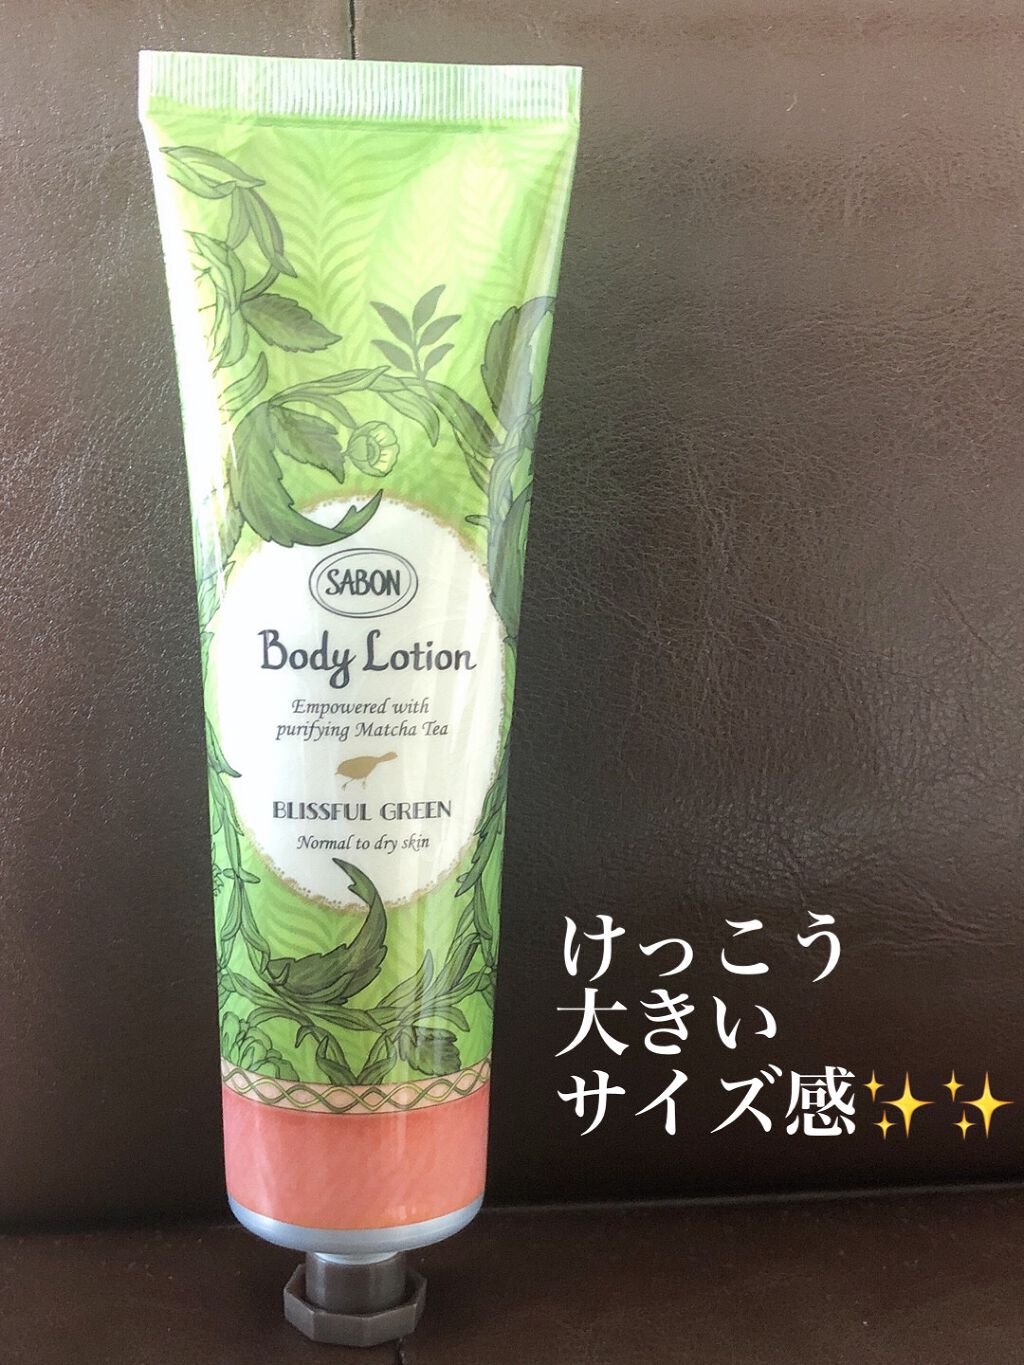 SABON
Body Lotion
Empowered with
purifying Matcha Tea
BLISSFUL GREEN
Normal to dry skin
けっこう
大きい
サイズ感✨✨